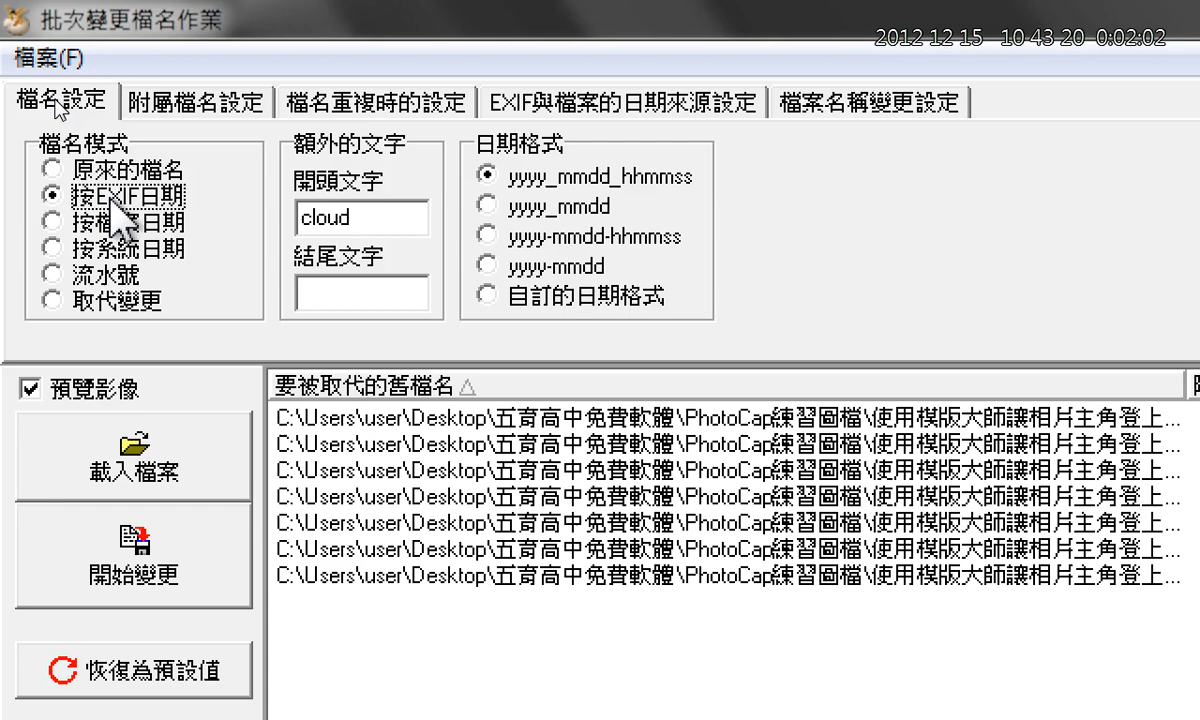 批次變更檔名作業
2012 12 15 10 43 20 0:02:02
檔案(F)
檔名設定 附屬檔名設定 檔名重複時的設定 EXIF與檔案的日期來源設定 檔案名稱變更設定
檔名模式
原來的檔名
按EXIF日期
按檔案日期
按系統日期
流水號
取代變更
額外的文字
開頭文字
cloud
結尾文字
日期格式
yyyy_mmdd_hhmmss
yyyy_mmdd
yyyy-mmdd-hhmmss
yyyy-mmdd
自訂的日期格式
預覽影像
載入檔案
開始變更
恢復為預設值
要被取代的舊檔名
C:\Users\user\Desktop\五育高中免費軟體\PhotoCap練習圖檔\使用模版大師讓相片主角登上...
C:\Users\user\Desktop\五育高中免費軟體\PhotoCap練習圖檔\使用模版大師讓相片主角登上...
C:\Users\user\Desktop\五育高中免費軟體\PhotoCap練習圖檔\使用模版大師讓相片主角登上...
C:\Users\user\Desktop\五育高中免費軟體\PhotoCap練習圖檔\使用模版大師讓相片主角登上...
C:\Users\user\Desktop\五育高中免費軟體\PhotoCap練習圖檔\使用模版大師讓相片主角登上...
C:\Users\user\Desktop\五育高中免費軟體\PhotoCap練習圖檔\使用模版大師讓相片主角登上...
C:\Users\user\Desktop\五育高中免費軟體\PhotoCap練習圖檔\使用模版大師讓相片主角登上...